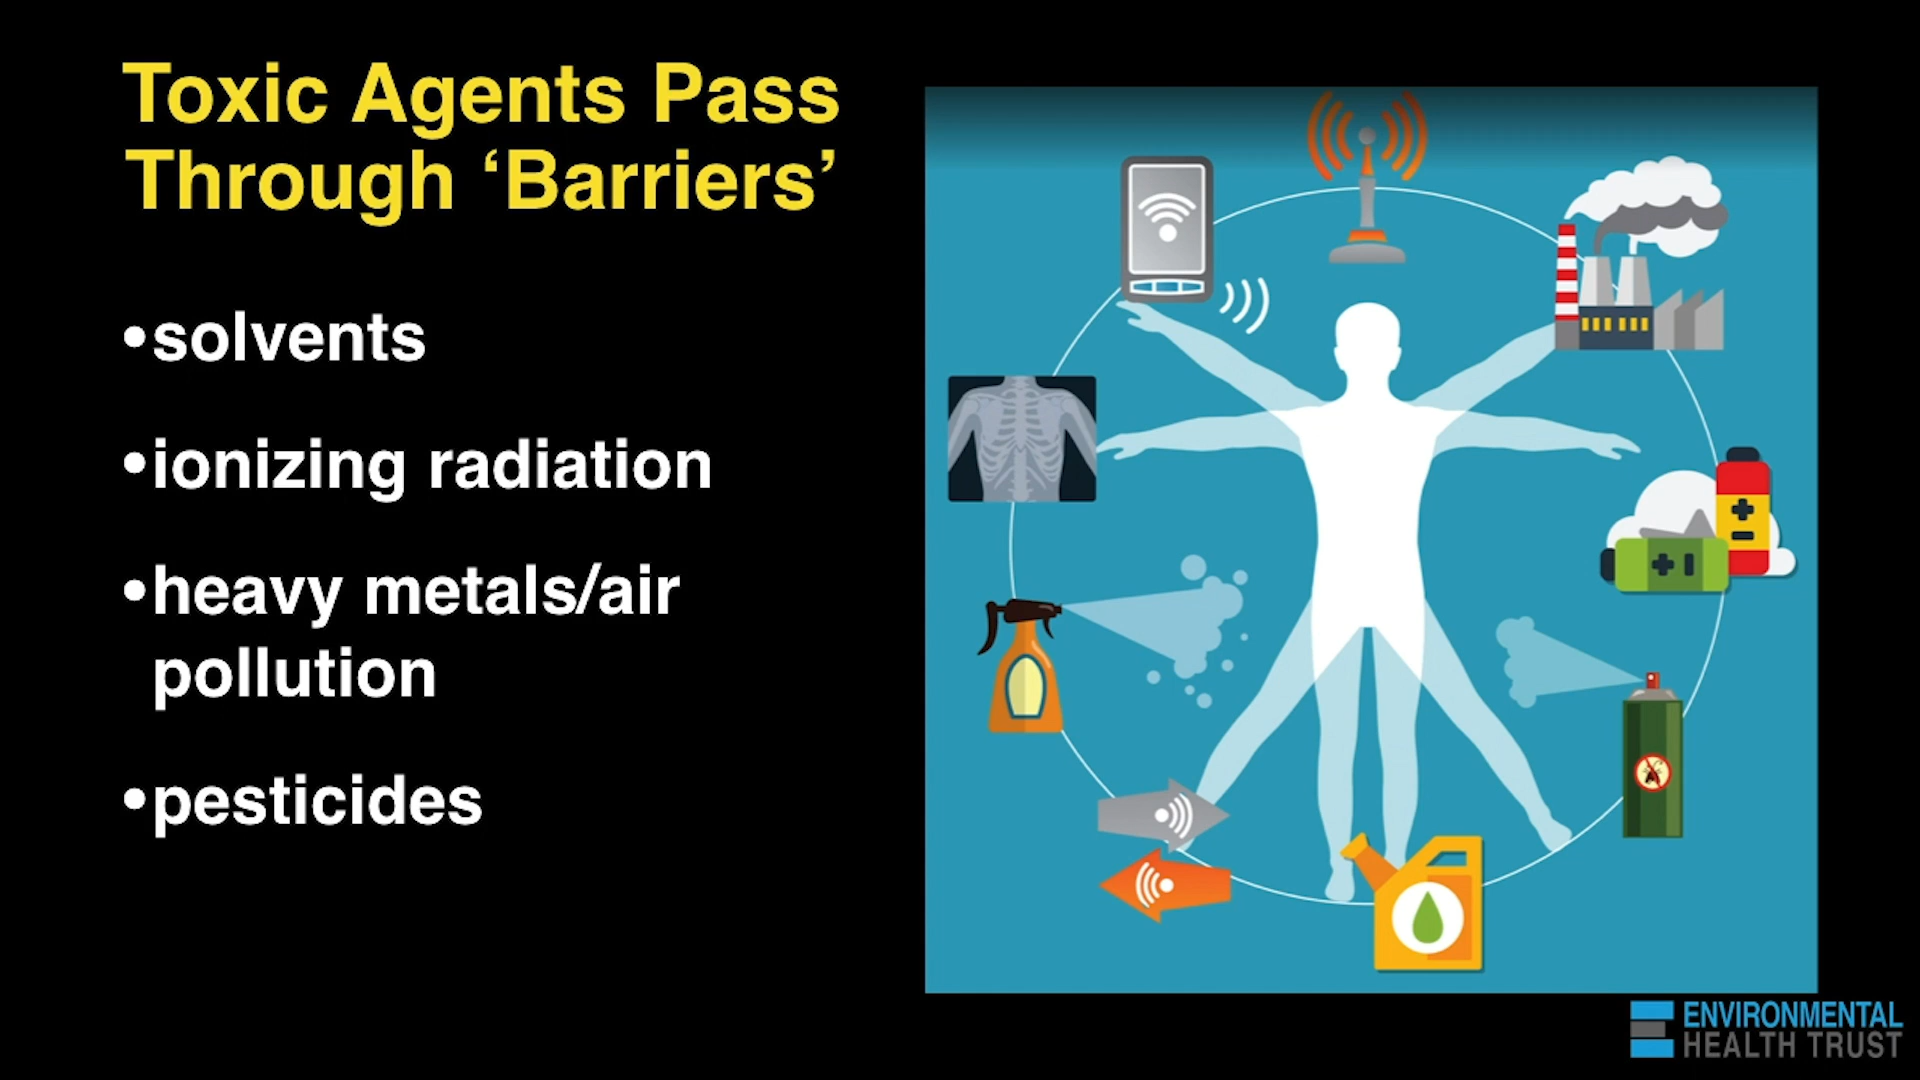 Toxic Agents Pass
Through ‘Barriers’
•solvents
•ionizing radiation
•heavy metals/air
pollution
•pesticides
ENVIRONMENTAL
HEALTH TRUST